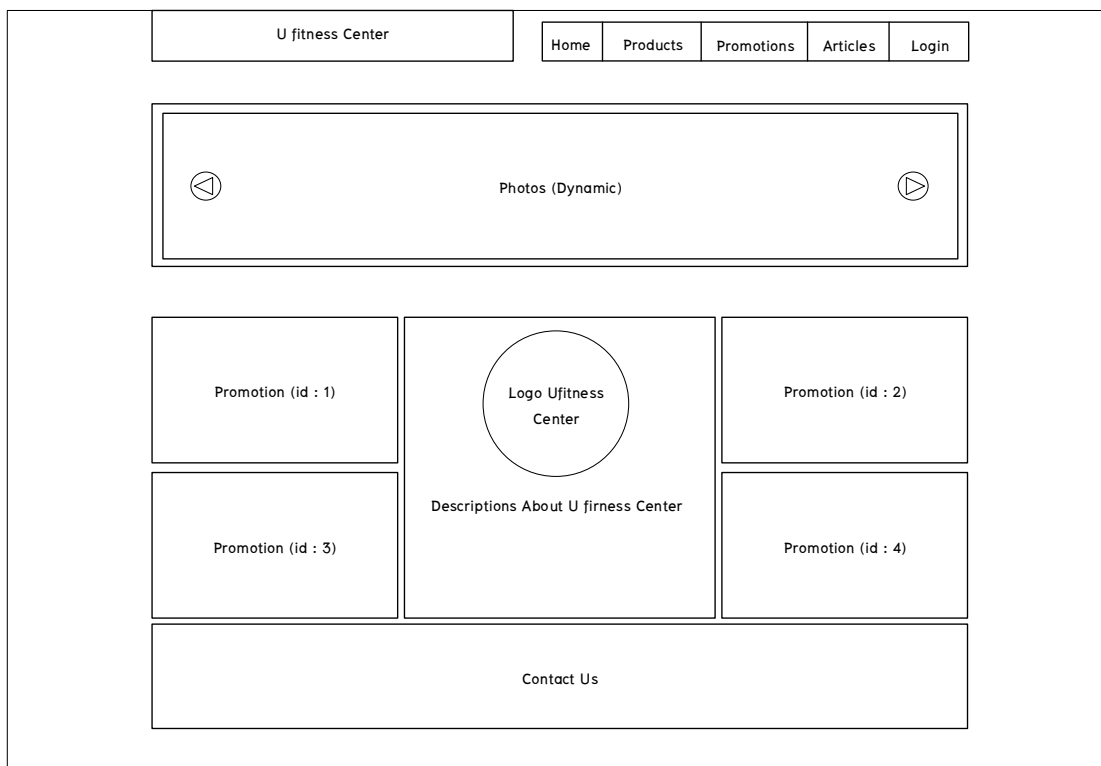 U fitness Center
Home
Products
Promotions
Articles
Login
Photos (Dynamic)
Promotion (id : 1)
Logo Ufitness
Center
Promotion (id : 2)
Descriptions About U firness Center
Promotion (id : 3)
Promotion (id : 4)
Contact Us